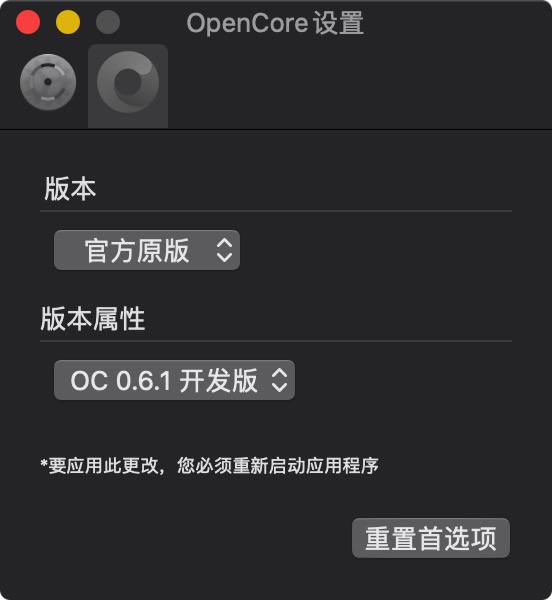 OpenCore 设置
版本
官方原版
版本属性
OC 0.6.1 开发版
*要应用此更改，您必须重新启动应用程序
重置首选项